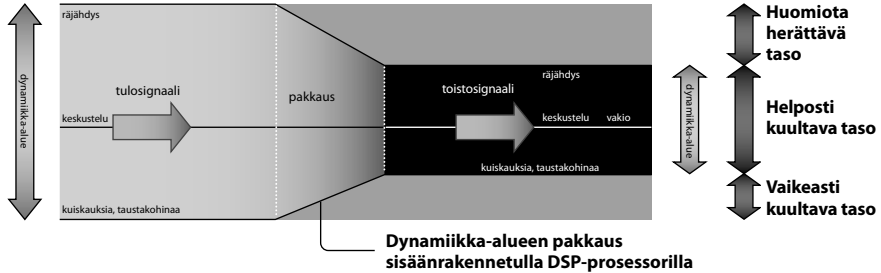 räjähdys
Huomiota
herättävä
taso
dynamiikka-alue
räjähdys
tulosignaali
pakkaus
toistosignaali
dynamiikka-alue
keskustelu
keskustelu
vakio
Helposti
kuultava taso
kuiskauksia, taustakohinaa
kuiskauksia, taustakohinaa
Vaikeasti
kuultava taso
Dynamiikka-alueen pakkaus
sisäänrakennetulla DSP-prosessorilla